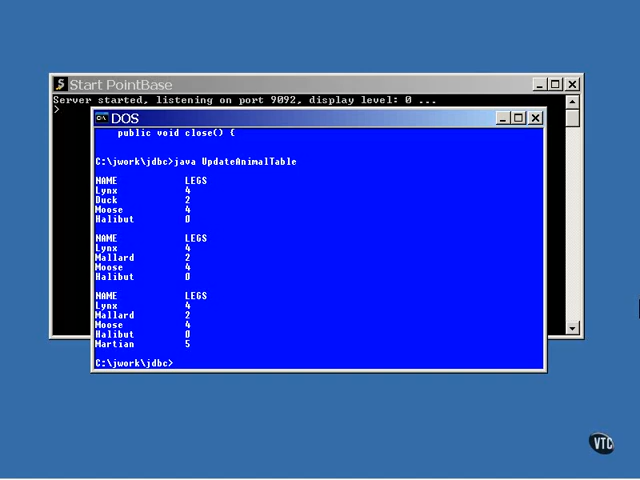 Start PointBase
Server started, listening on port 9092, display level: 0 ...
>
DOS
public void close() {
C:\jwork\jdbc>java UpdateAnimalTable
NAME LEGS
Lynx 4
Duck 2
Moose 4
Halibut 0
NAME LEGS
Lynx 4
Mallard 2
Moose 4
Halibut 0
NAME LEGS
Lynx 4
Mallard 2
Moose 4
Halibut 0
Martian 5
C:\jwork\jdbc>
VTC